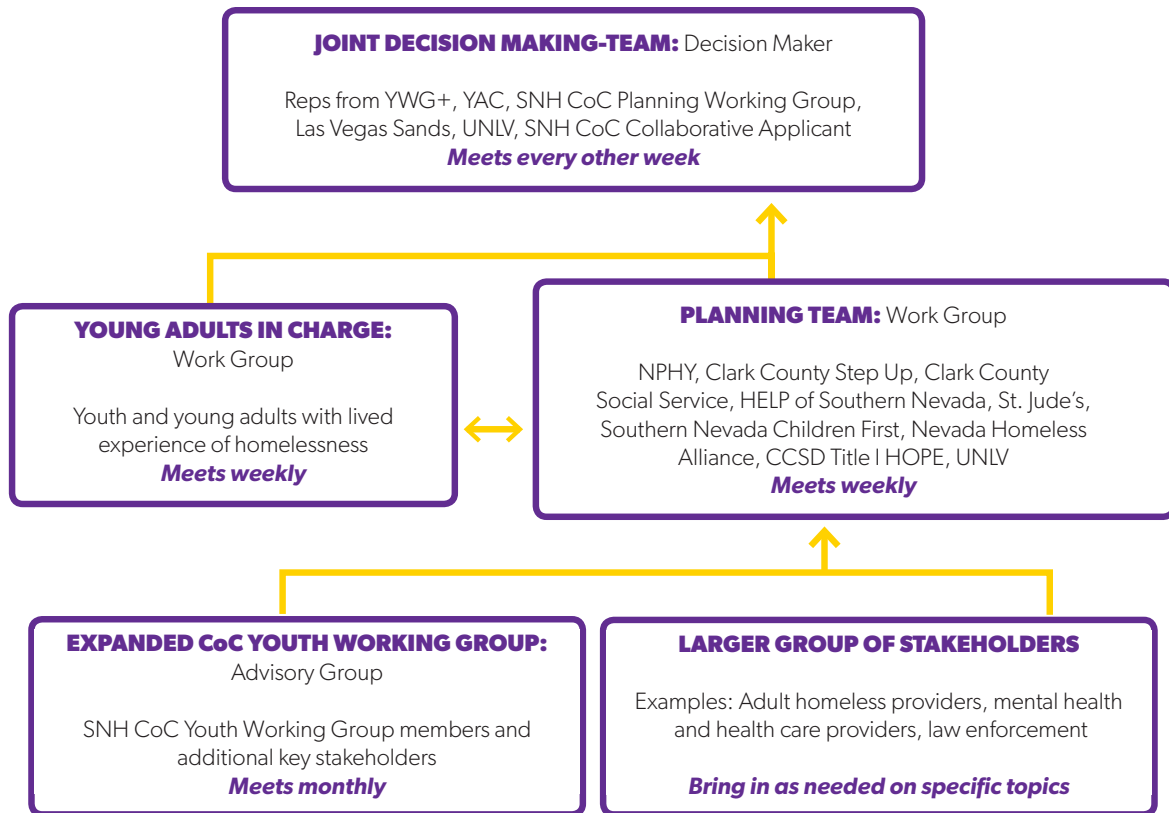 JOINT DECISION MAKING-TEAM: Decision Maker
Reps from YWG+, YAC, SNH CoC Planning Working Group,
Las Vegas Sands, UNLV, SNH CoC Collaborative Applicant
Meets every other week
YOUNG ADULTS IN CHARGE:
Work Group
Youth and young adults with lived
experience of homelessness
Meets weekly
PLANNING TEAM: Work Group
NPHY, Clark County Step Up, Clark County
Social Service, HELP of Southern Nevada, St. Jude's,
Southern Nevada Children First, Nevada Homeless
Alliance, CCSD Title I HOPE, UNLV
Meets weekly
EXPANDED CoC YOUTH WORKING GROUP:
Advisory Group
SNH CoC Youth Working Group members and
additional key stakeholders
Meets monthly
LARGER GROUP OF STAKEHOLDERS
Examples: Adult homeless providers, mental health
and health care providers, law enforcement
Bring in as needed on specific topics